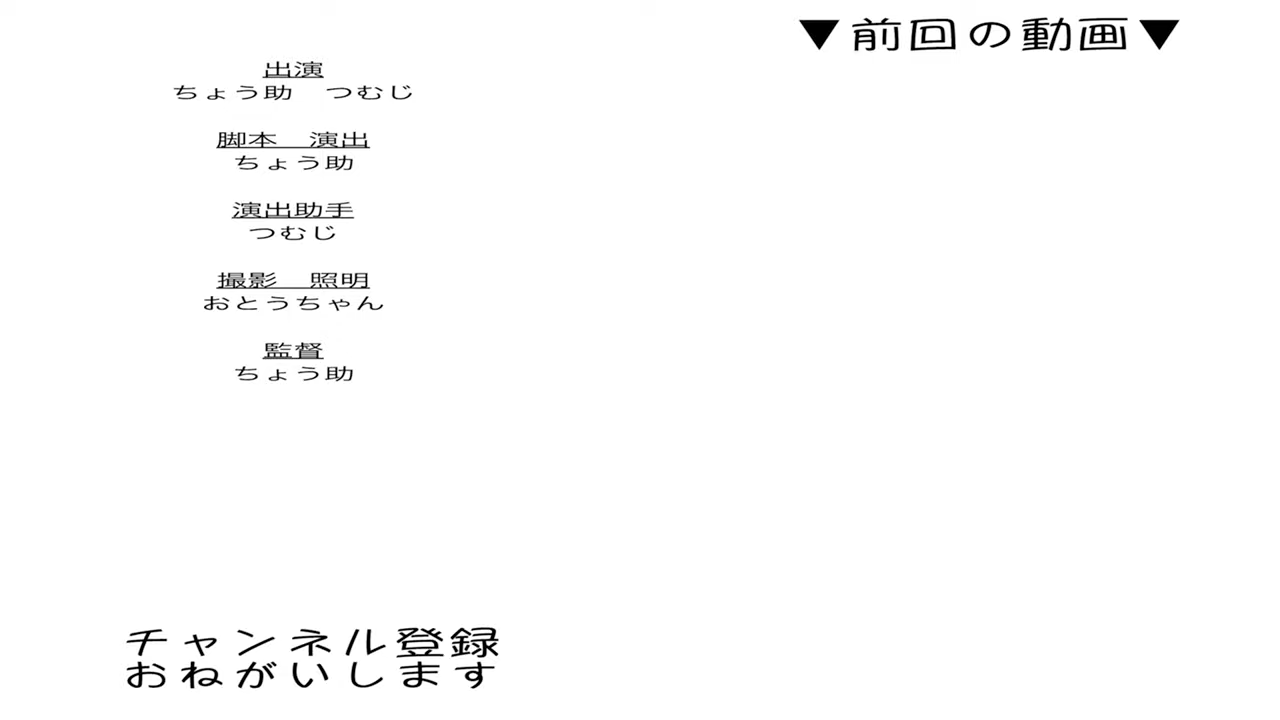 ▼前回の動画▼
出演
ちょう助　つむじ
脚本　演出
ちょう助
演出助手
つむじ
撮影　照明
おとうちゃん
監督
ちょう助
チャンネル登録
おねがいします